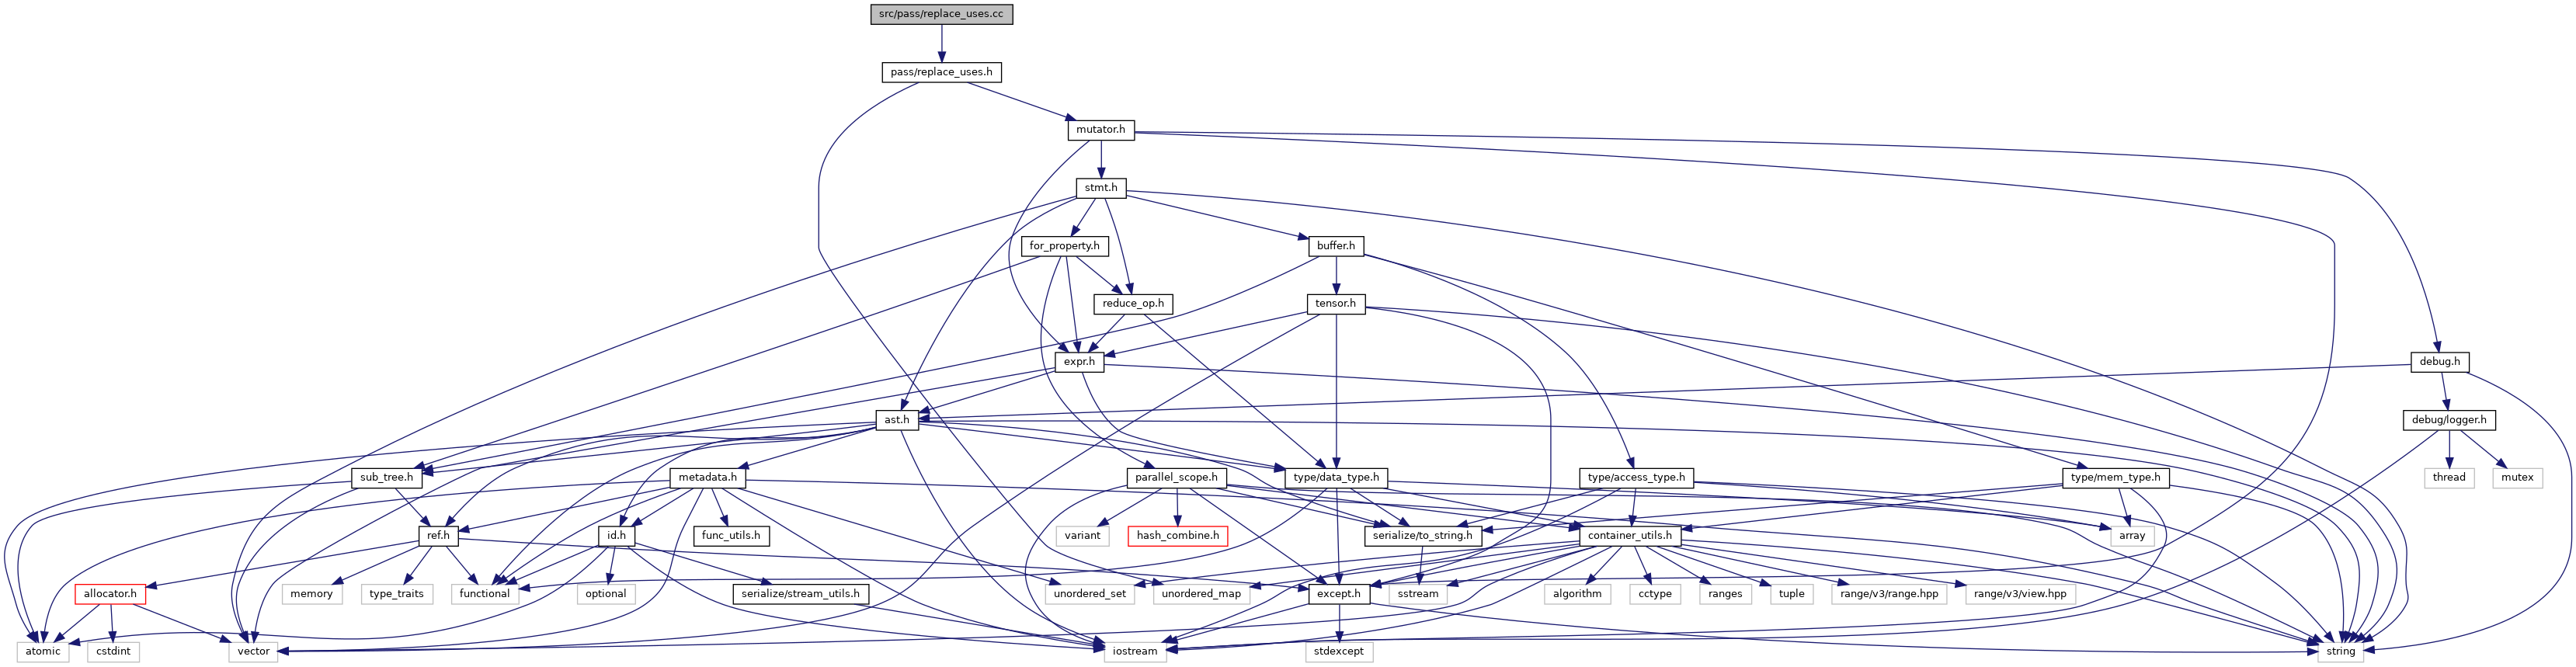 src/pass/replace_uses.cc
pass/replace_uses.h
mutator.h
stmt.h
for_property.h
buffer.h
reduce_op.h
tensor.h
expr.h
debug.h
ast.h
debug/logger.h
sub_tree.h
metadata.h
parallel_scope.h
type/data_type.h
type/access_type.h
type/mem_type.h
thread
mutex
ref.h
id.h
func_utils.h
variant
hash_combine.h
serialize/to_string.h
container_utils.h
array
allocator.h
memory
type_traits
functional
optional
serialize/stream_utils.h
unordered_set
unordered_map
except.h
sstream
algorithm
cctype
ranges
tuple
range/v3/range.hpp
range/v3/view.hpp
atomic
cstdint
vector
iostream
stdexcept
string